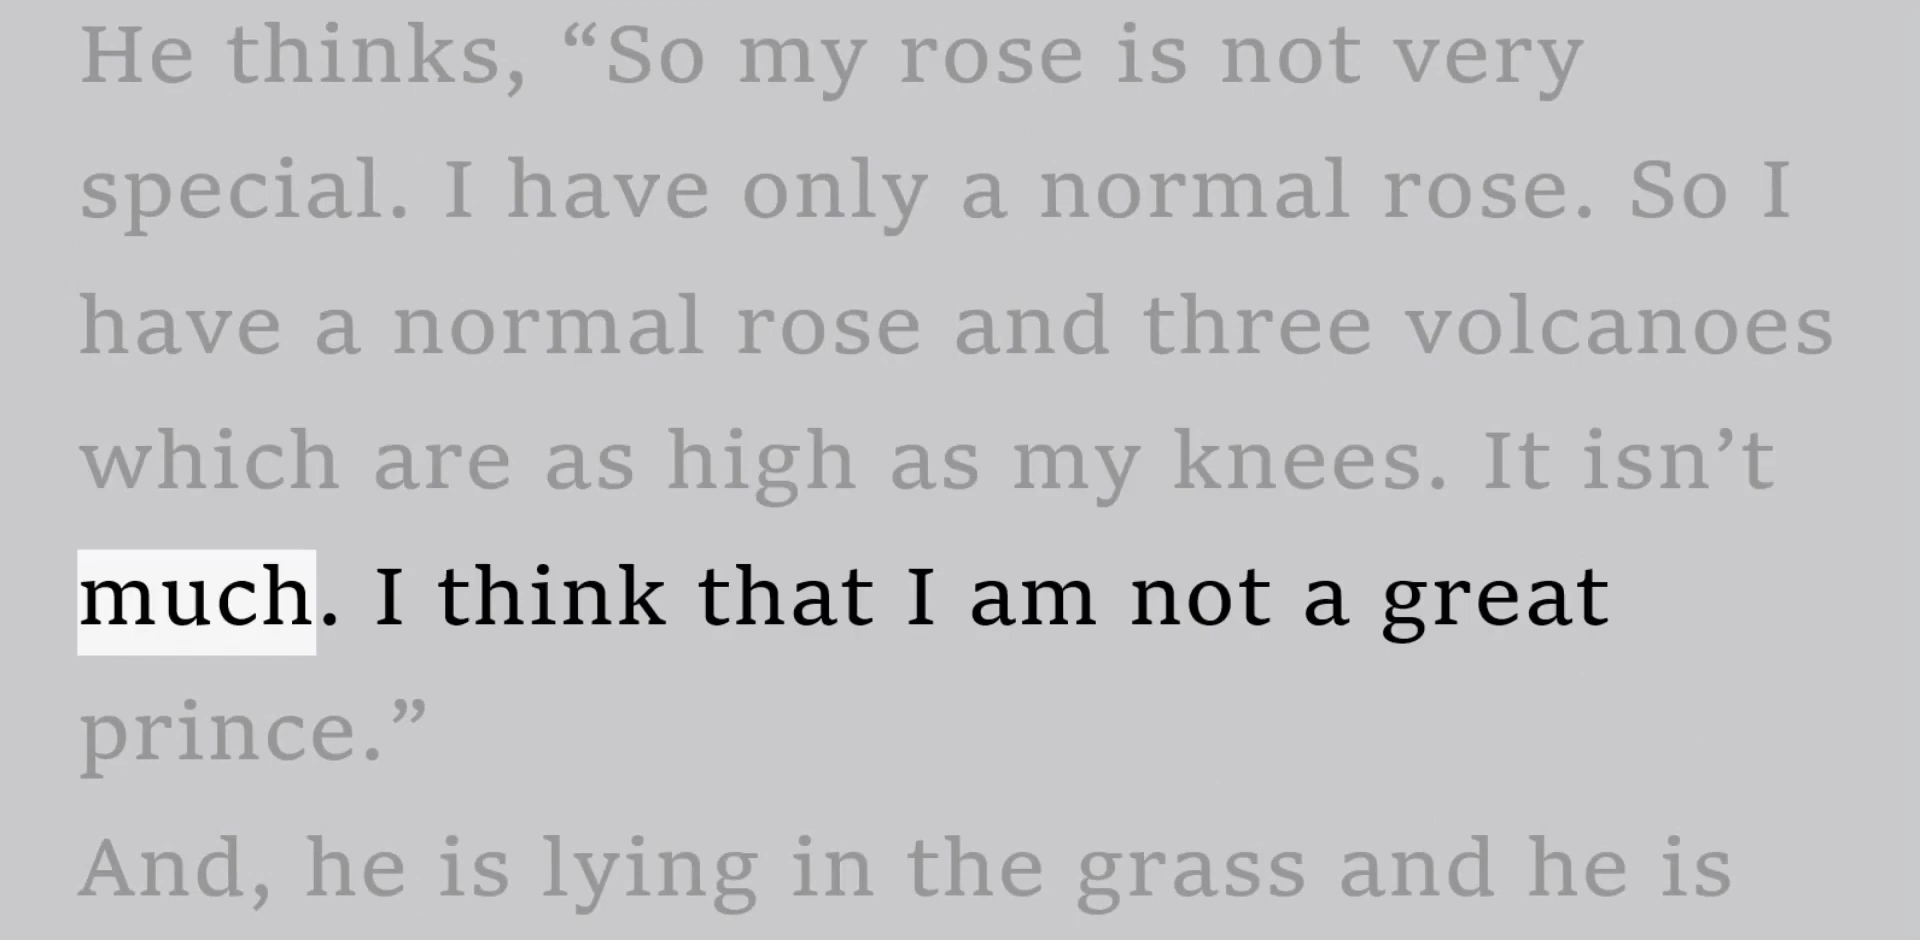 He thinks, “So my rose is not very
special. I have only a normal rose. So I
have a normal rose and three volcanoes
which are as high as my knees. It isn’t
much. I think that I am not a great
prince.”
And, he is lying in the grass and he is